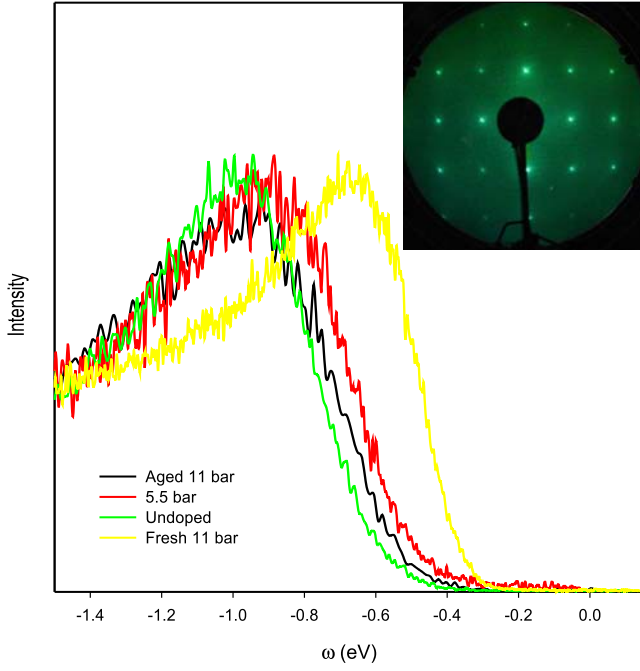 Intensity
Aged 11 bar
5.5 bar
Undoped
Fresh 11 bar
-1.4 -1.2 -1.0 -0.8 -0.6 -0.4 -0.2 0.0
ω (eV)